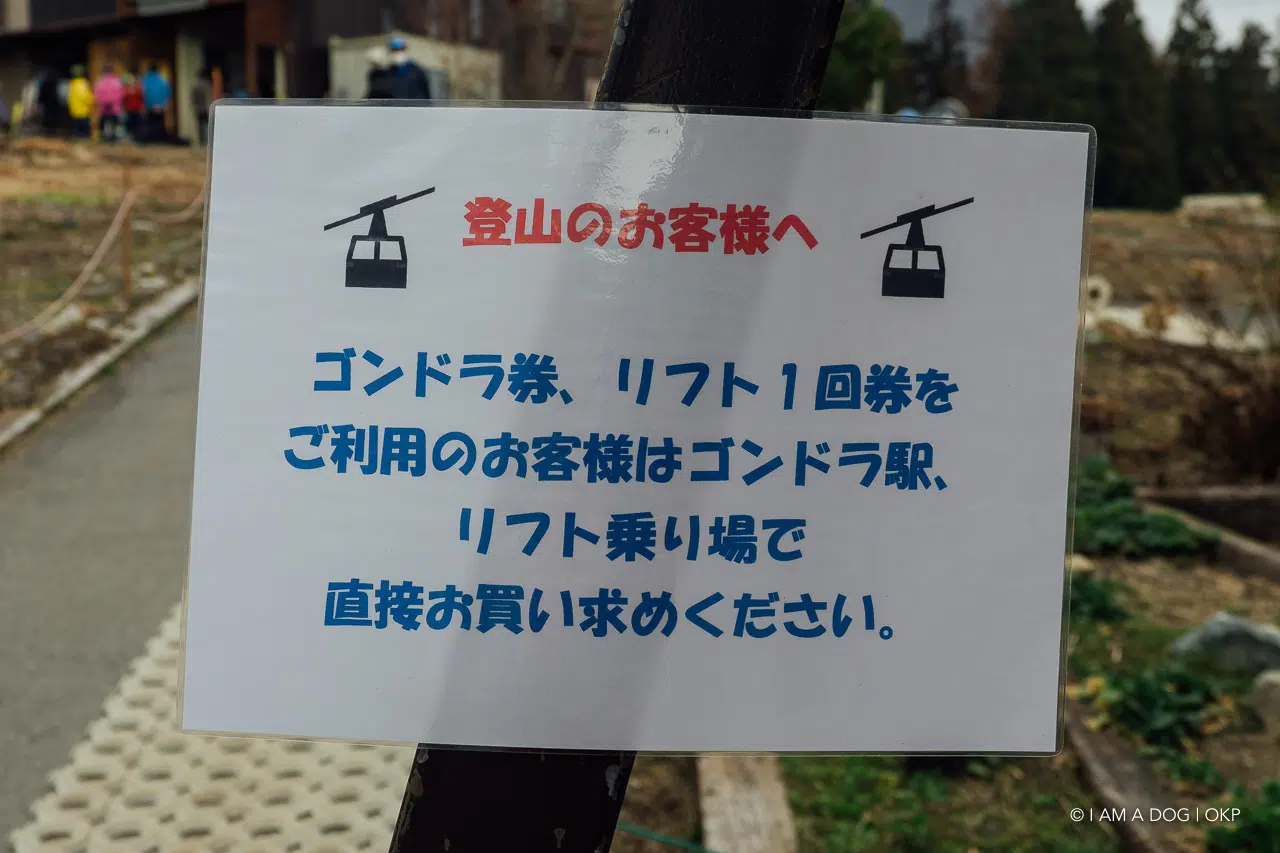 登山のお客様へ
ゴンドラ券、リフト１回券を
ご利用のお客様はゴンドラ駅、
リフト乗り場で
直接お買い求めください。
© I AM A DOG | OKP